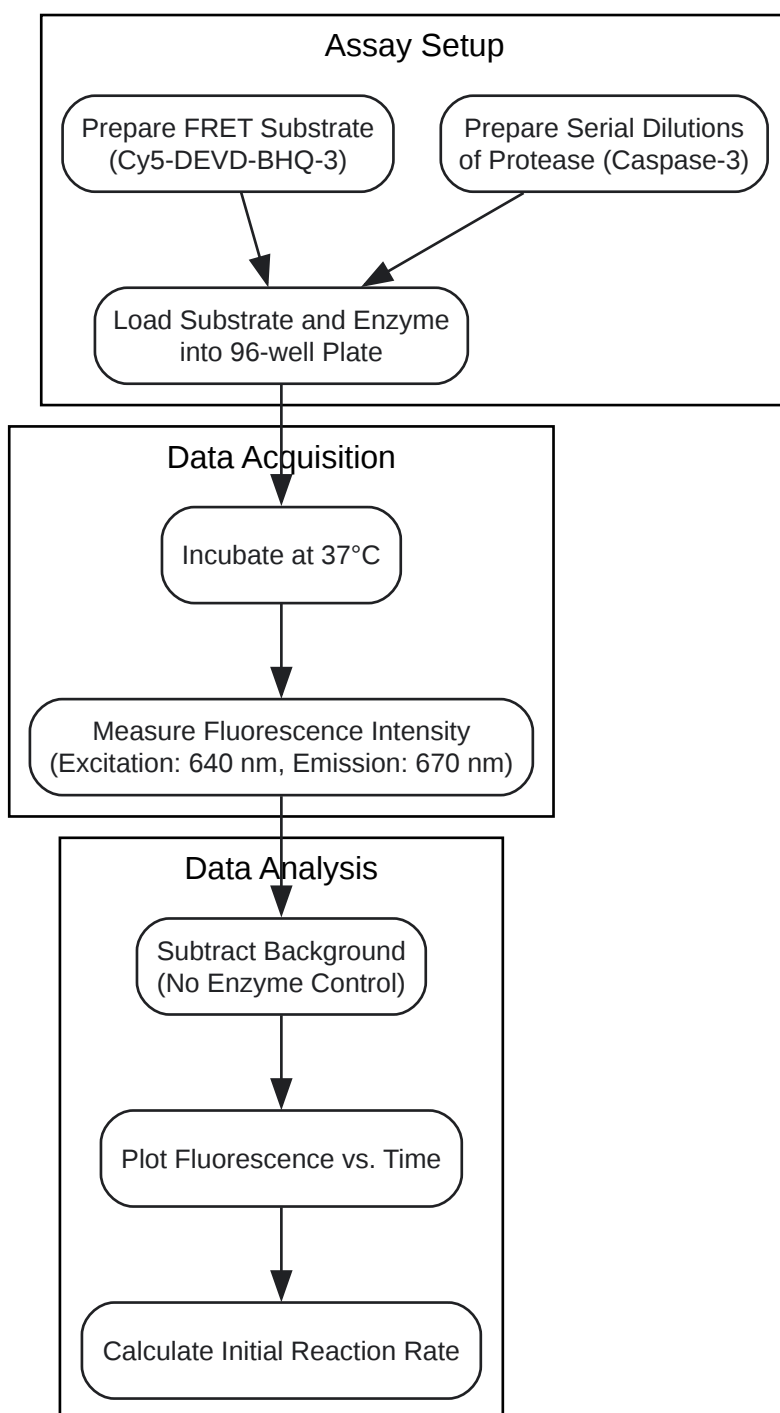 Assay Setup
Prepare FRET Substrate
(Cy5-DEVD-BHQ-3)
Prepare Serial Dilutions
of Protease (Caspase-3)
Load Substrate and Enzyme
into 96-well Plate
Data Acquisition
Incubate at 37°C
Measure Fluorescence Intensity
(Excitation: 640 nm, Emission: 670 nm)
Data Analysis
Subtract Background
(No Enzyme Control)
Plot Fluorescence vs. Time
Calculate Initial Reaction Rate